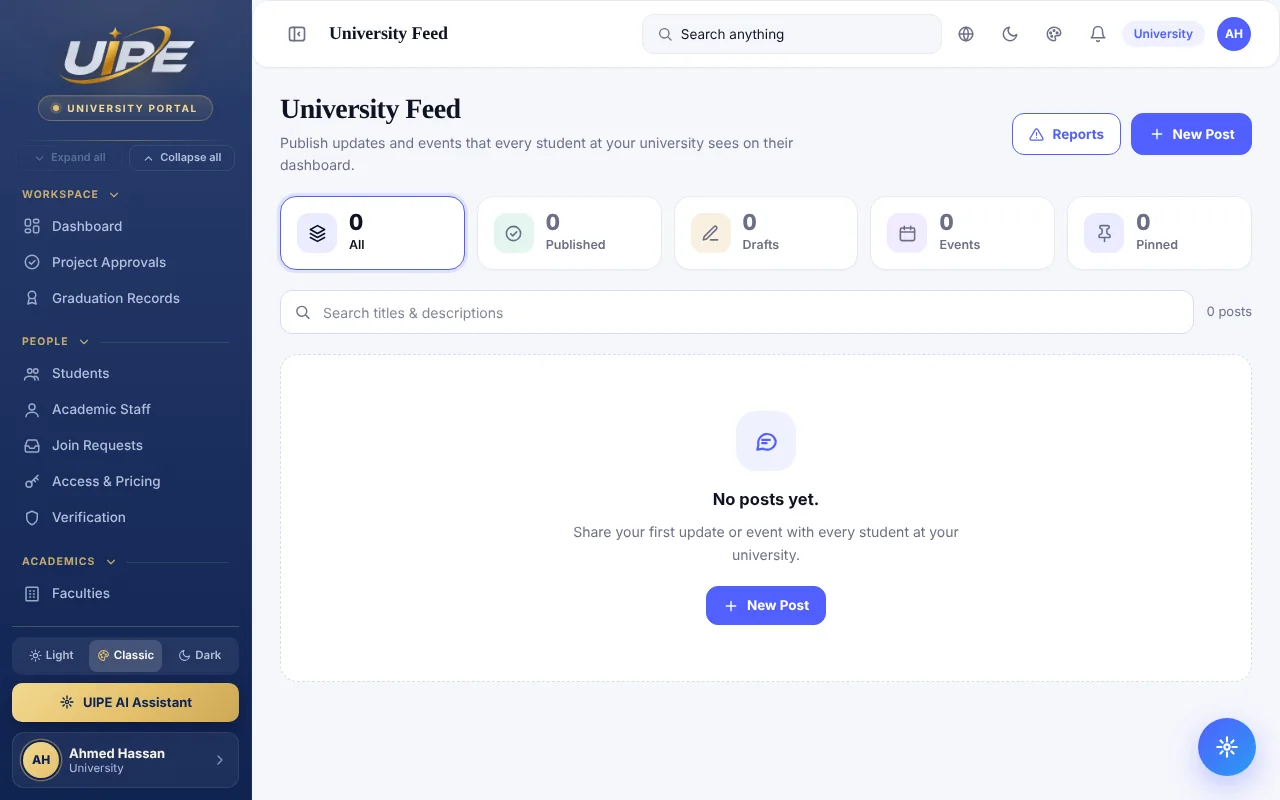 UIPE
UNIVERSITY PORTAL
Expand all
Collapse all
WORKSPACE
Dashboard
Project Approvals
Graduation Records
PEOPLE
Students
Academic Staff
Join Requests
Access & Pricing
Verification
ACADEMICS
Faculties
Light
Classic
Dark
UIPE AI Assistant
AH
Ahmed Hassan
University
University Feed
Search anything
University
AH
University Feed
Publish updates and events that every student at your university sees on their
dashboard.
Reports
New Post
0
All
0
Published
0
Drafts
0
Events
0
Pinned
Search titles & descriptions
0 posts
No posts yet.
Share your first update or event with every student at your
university.
New Post